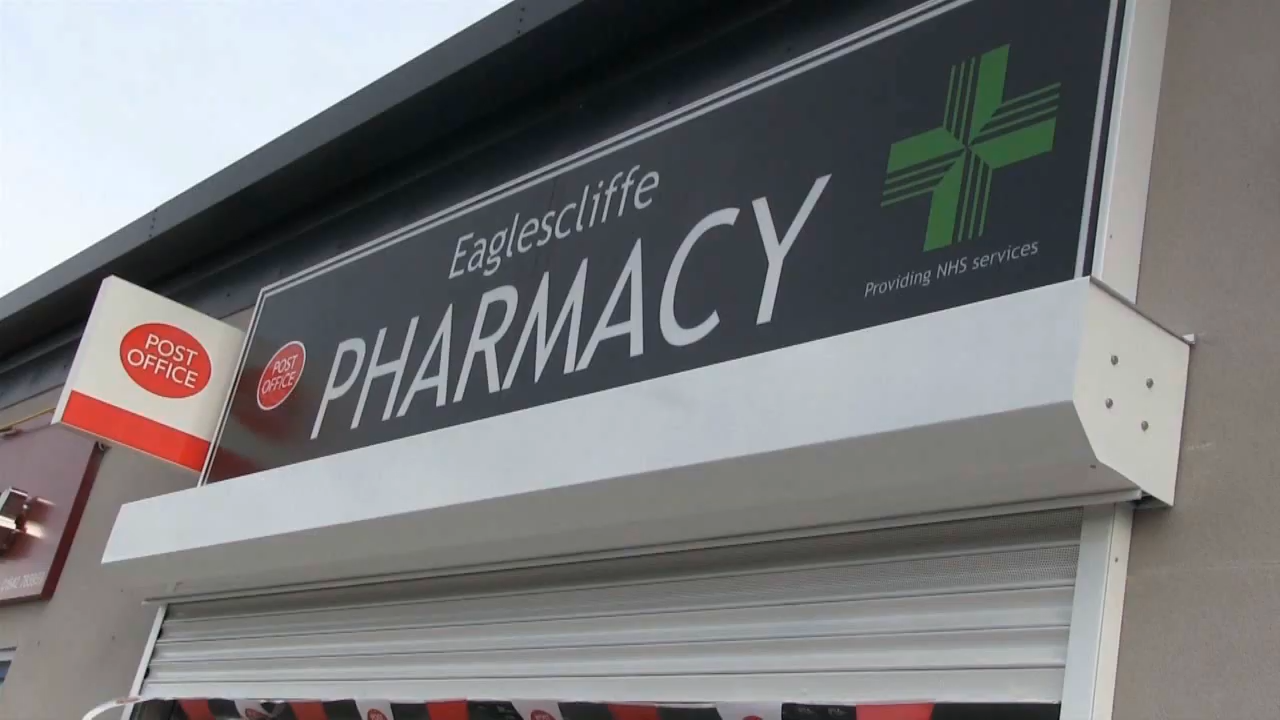 Eaglescliffe
PHARMACY
POST
OFFICE
POST
OFFICE
Providing NHS services